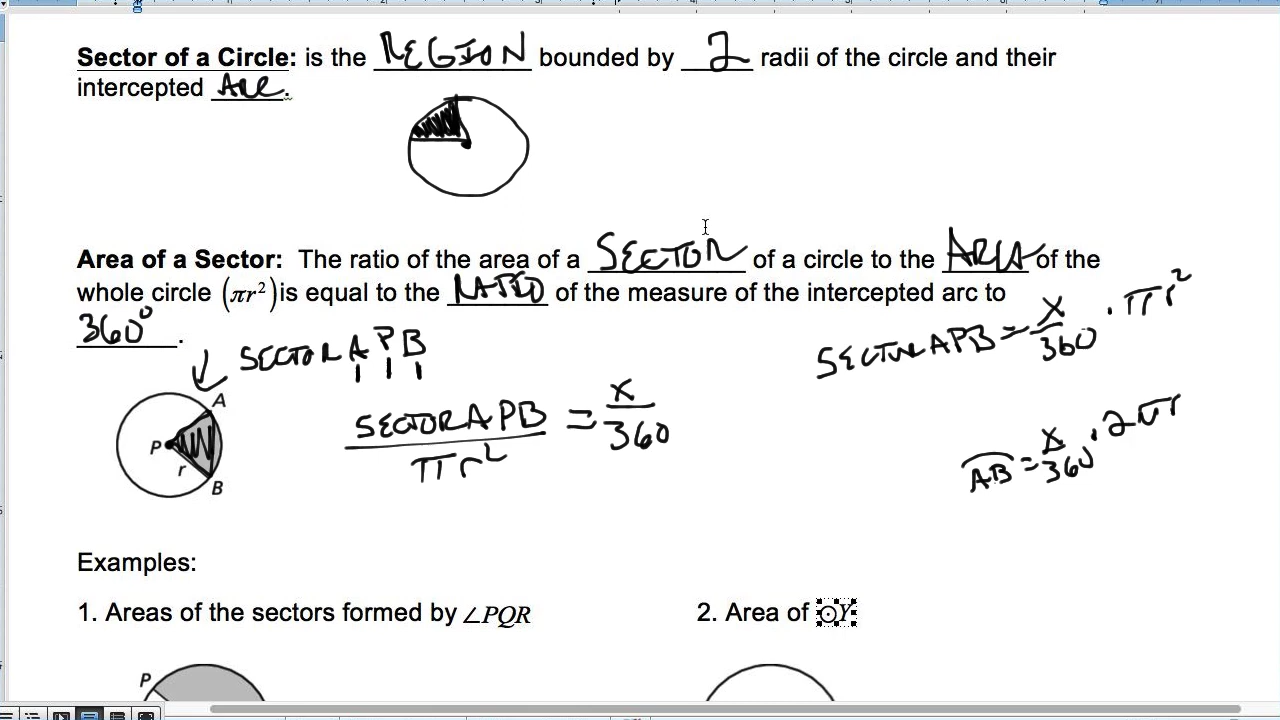 Sector of a Circle: is the REGION bounded by 2 radii of the circle and their
intercepted ARC.
Area of a Sector: The ratio of the area of a SECTOR of a circle to the AREA of the
whole circle (πr²) is equal to the RATIO of the measure of the intercepted arc to
360°.
SECTOR APB
SECTOR APB = x/360 · πr²
A
P
r
B
SECTOR APB / πr² = x/360
AB = x/360 · 2πr
Examples:
1. Areas of the sectors formed by ∠PQR
2. Area of ⊙Y
P